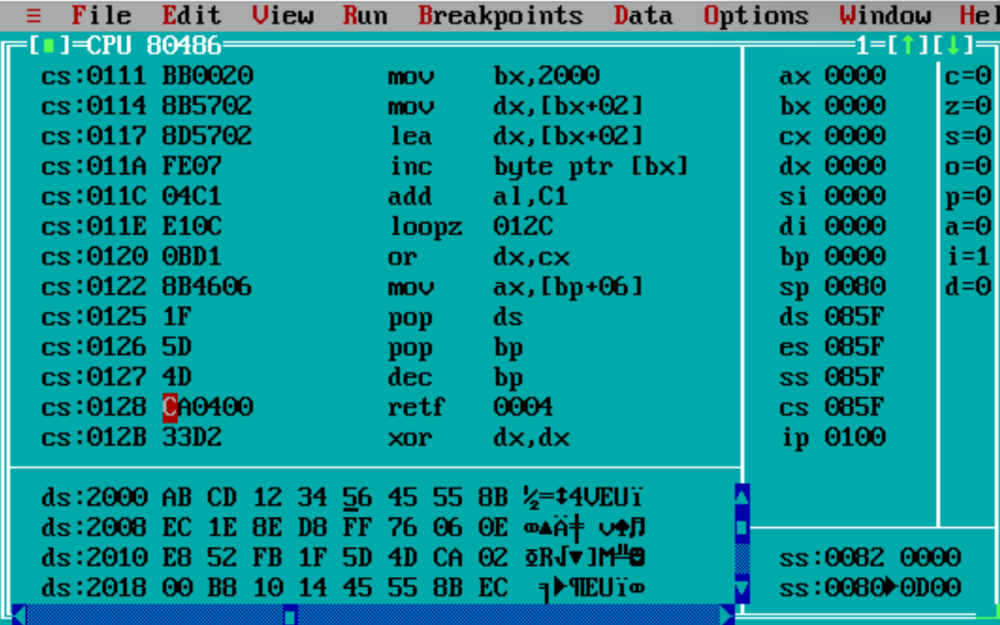 ≡ File Edit View Run Breakpoints Data Options Window Hel
[■]=CPU 80486 1=[↑][↓]
cs:0111 BB0020 mov bx,2000 ax 0000 c=0
cs:0114 8B5702 mov dx,[bx+02] bx 0000 z=0
cs:0117 8D5702 lea dx,[bx+02] cx 0000 s=0
cs:011A FE07 inc byte ptr [bx] dx 0000 o=0
cs:011C 04C1 add al,C1 si 0000 p=0
cs:011E E10C loopz 012C di 0000 a=0
cs:0120 0BD1 or dx,cx bp 0000 i=1
cs:0122 8B4606 mov ax,[bp+06] sp 0080 d=0
cs:0125 1F pop ds ds 085F
cs:0126 5D pop bp es 085F
cs:0127 4D dec bp ss 085F
cs:0128 CA0400 retf 0004 cs 085F
cs:012B 33D2 xor dx,dx ip 0100
ds:2000 AB CD 12 34 56 45 55 8B ½=↕4VEUï
ds:2008 EC 1E 8E D8 FF 76 06 0E ∞▲Ä╪ v♠♫
ds:2010 E8 52 FB 1F 5D 4D CA 02 ΦR√▼]M╩☻ ss:0082 0000
ds:2018 00 B8 10 14 45 55 8B EC ╕►¶EUï∞ ss:0080►0D00